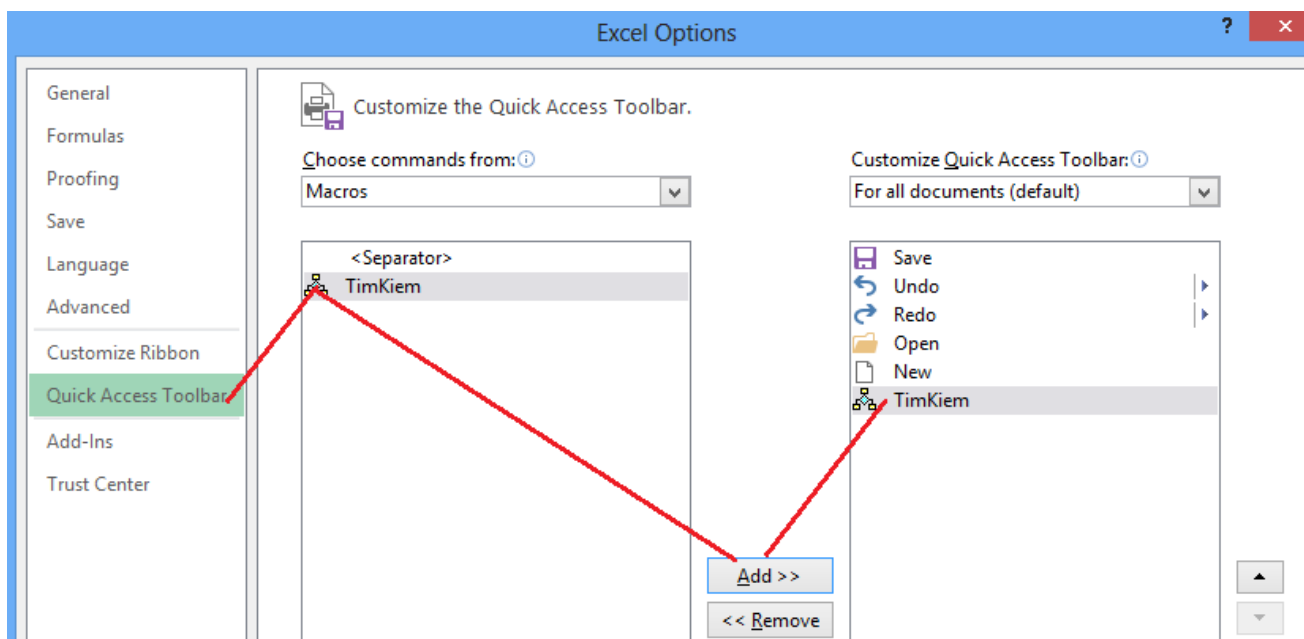 Excel Options
?
General
Formulas
Proofing
Save
Language
Advanced
Customize Ribbon
Quick Access Toolbar
Add-Ins
Trust Center
Customize the Quick Access Toolbar.
Choose commands from:
Macros
<Separator>
TimKiem
Add >>
<< Remove
Customize Quick Access Toolbar:
For all documents (default)
Save
Undo
Redo
Open
New
TimKiem